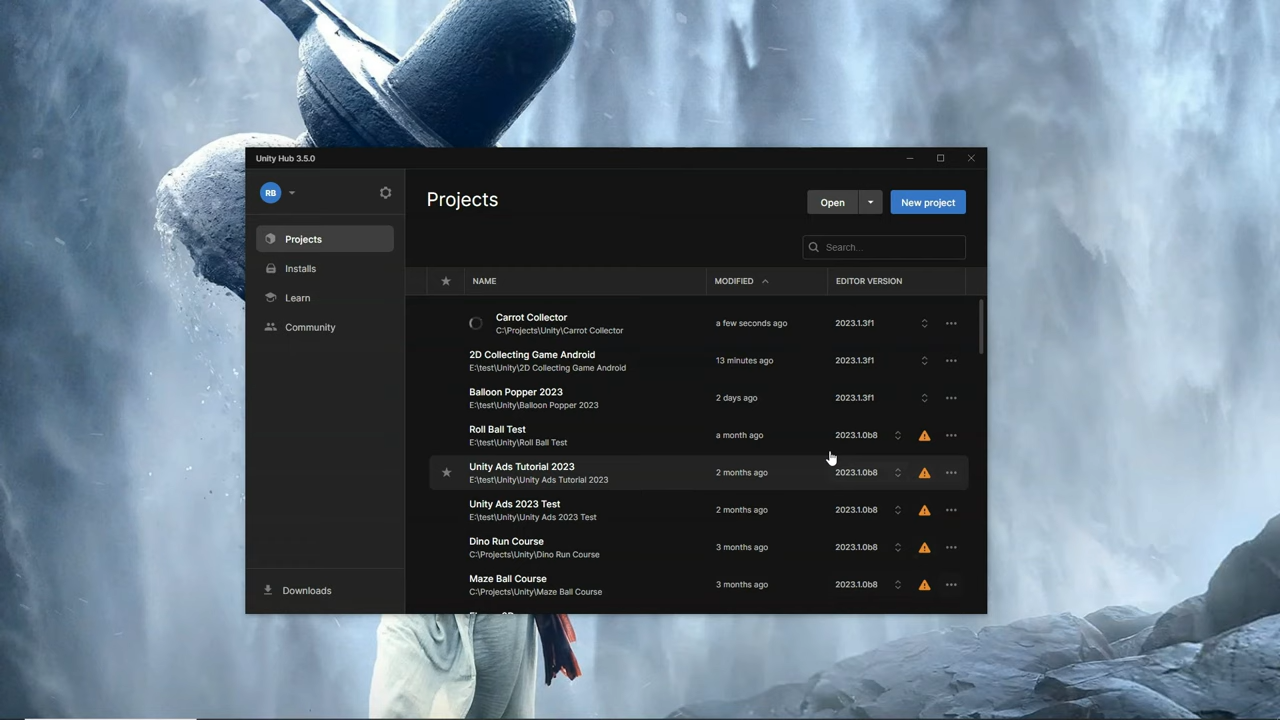 Unity Hub 3.5.0
RB
Projects
Installs
Learn
Community
Downloads
Projects
Open
New project
Search...
NAME MODIFIED EDITOR VERSION
Carrot Collector
C:\Projects\Unity\Carrot Collector
a few seconds ago 2023.1.3f1
2D Collecting Game Android
E:\test\Unity\2D Collecting Game Android
13 minutes ago 2023.1.3f1
Balloon Popper 2023
E:\test\Unity\Balloon Popper 2023
2 days ago 2023.1.3f1
Roll Ball Test
E:\test\Unity\Roll Ball Test
a month ago 2023.1.0b8
Unity Ads Tutorial 2023
E:\test\Unity\Unity Ads Tutorial 2023
2 months ago 2023.1.0b8
Unity Ads 2023 Test
E:\test\Unity\Unity Ads 2023 Test
2 months ago 2023.1.0b8
Dino Run Course
C:\Projects\Unity\Dino Run Course
3 months ago 2023.1.0b8
Maze Ball Course
C:\Projects\Unity\Maze Ball Course
3 months ago 2023.1.0b8